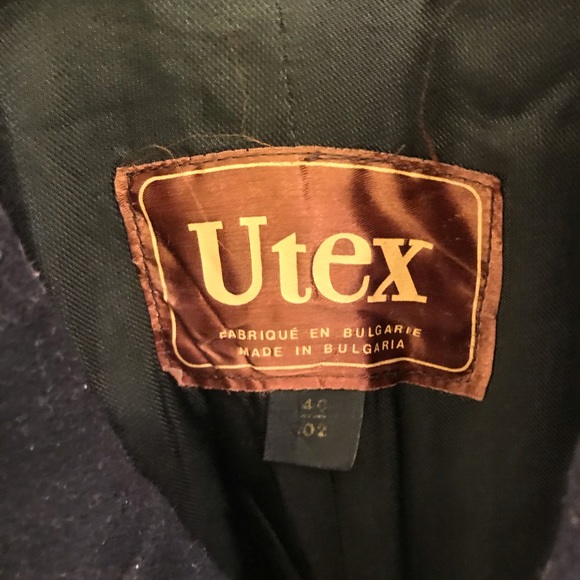 Utex
FABRIQUÉ EN BULGARIE
MADE IN BULGARIA